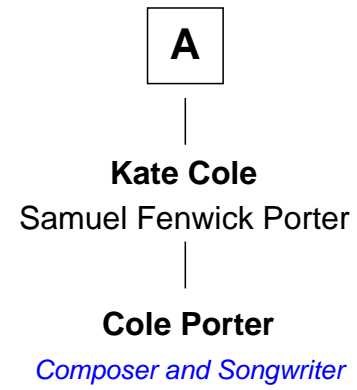 A
Kate Cole
Samuel Fenwick Porter
Cole Porter
Composer and Songwriter